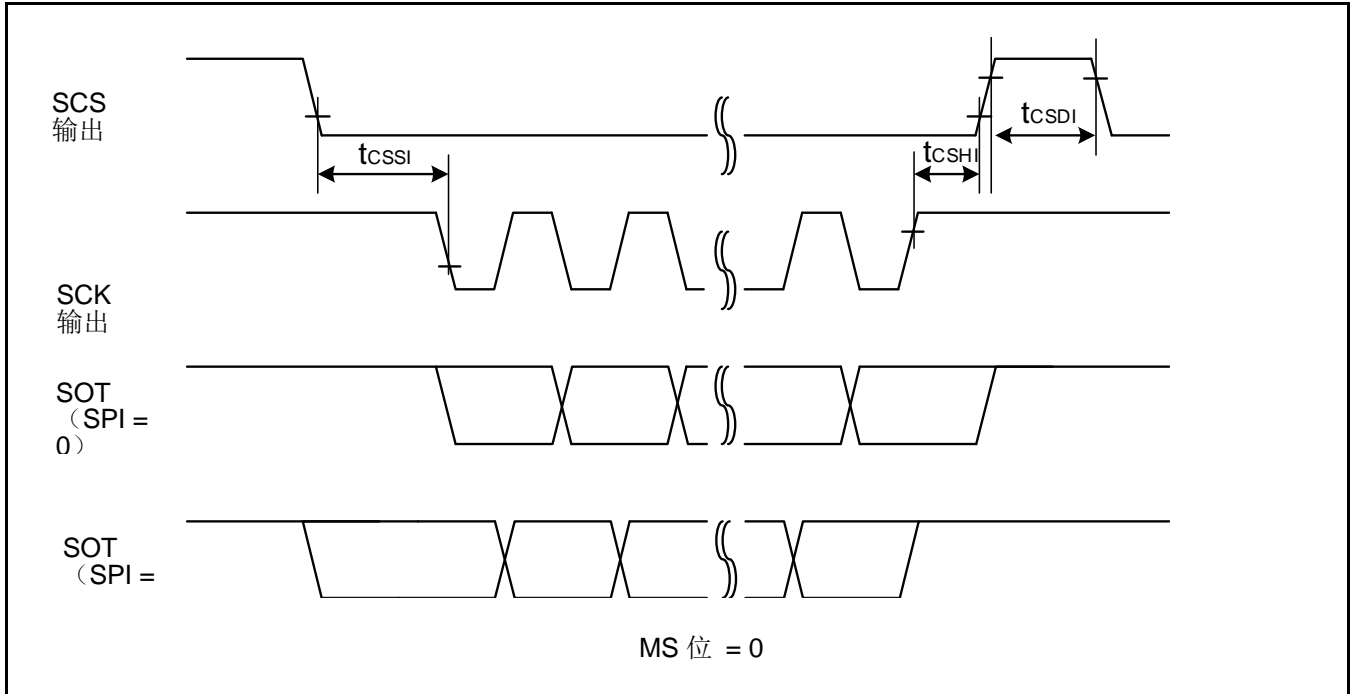 SCS
输出
tCSSI
tCSHI
tCSDI
SCK
输出
SOT
（SPI =
0）
SOT
（SPI =
MS 位 = 0